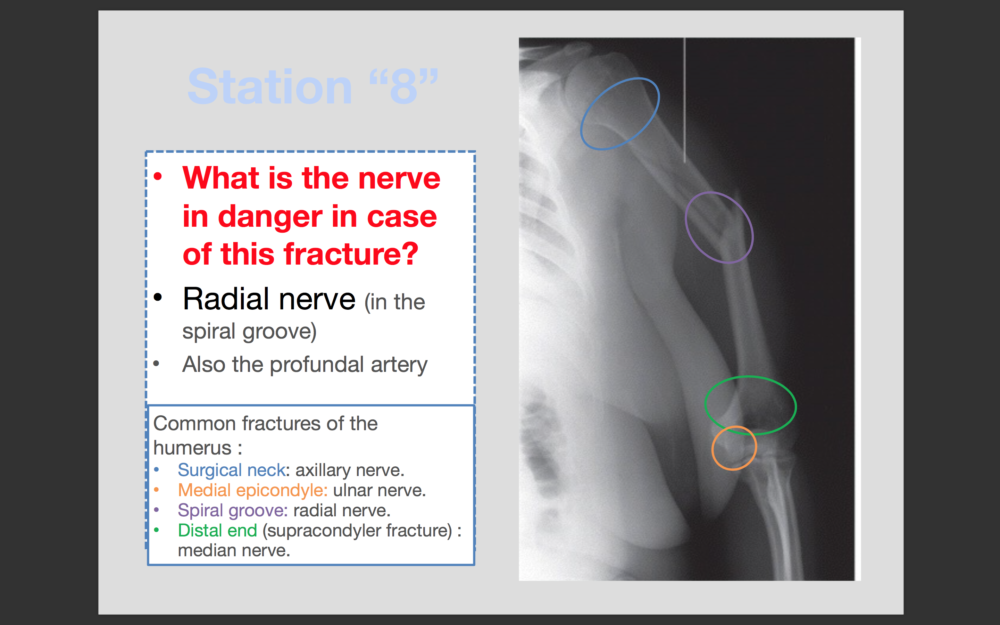 Station “8”
• What is the nerve
in danger in case
of this fracture?
• Radial nerve (in the
spiral groove)
• Also the profundal artery
Common fractures of the
humerus :
• Surgical neck: axillary nerve.
• Medial epicondyle: ulnar nerve.
• Spiral groove: radial nerve.
• Distal end (supracondyler fracture) :
median nerve.